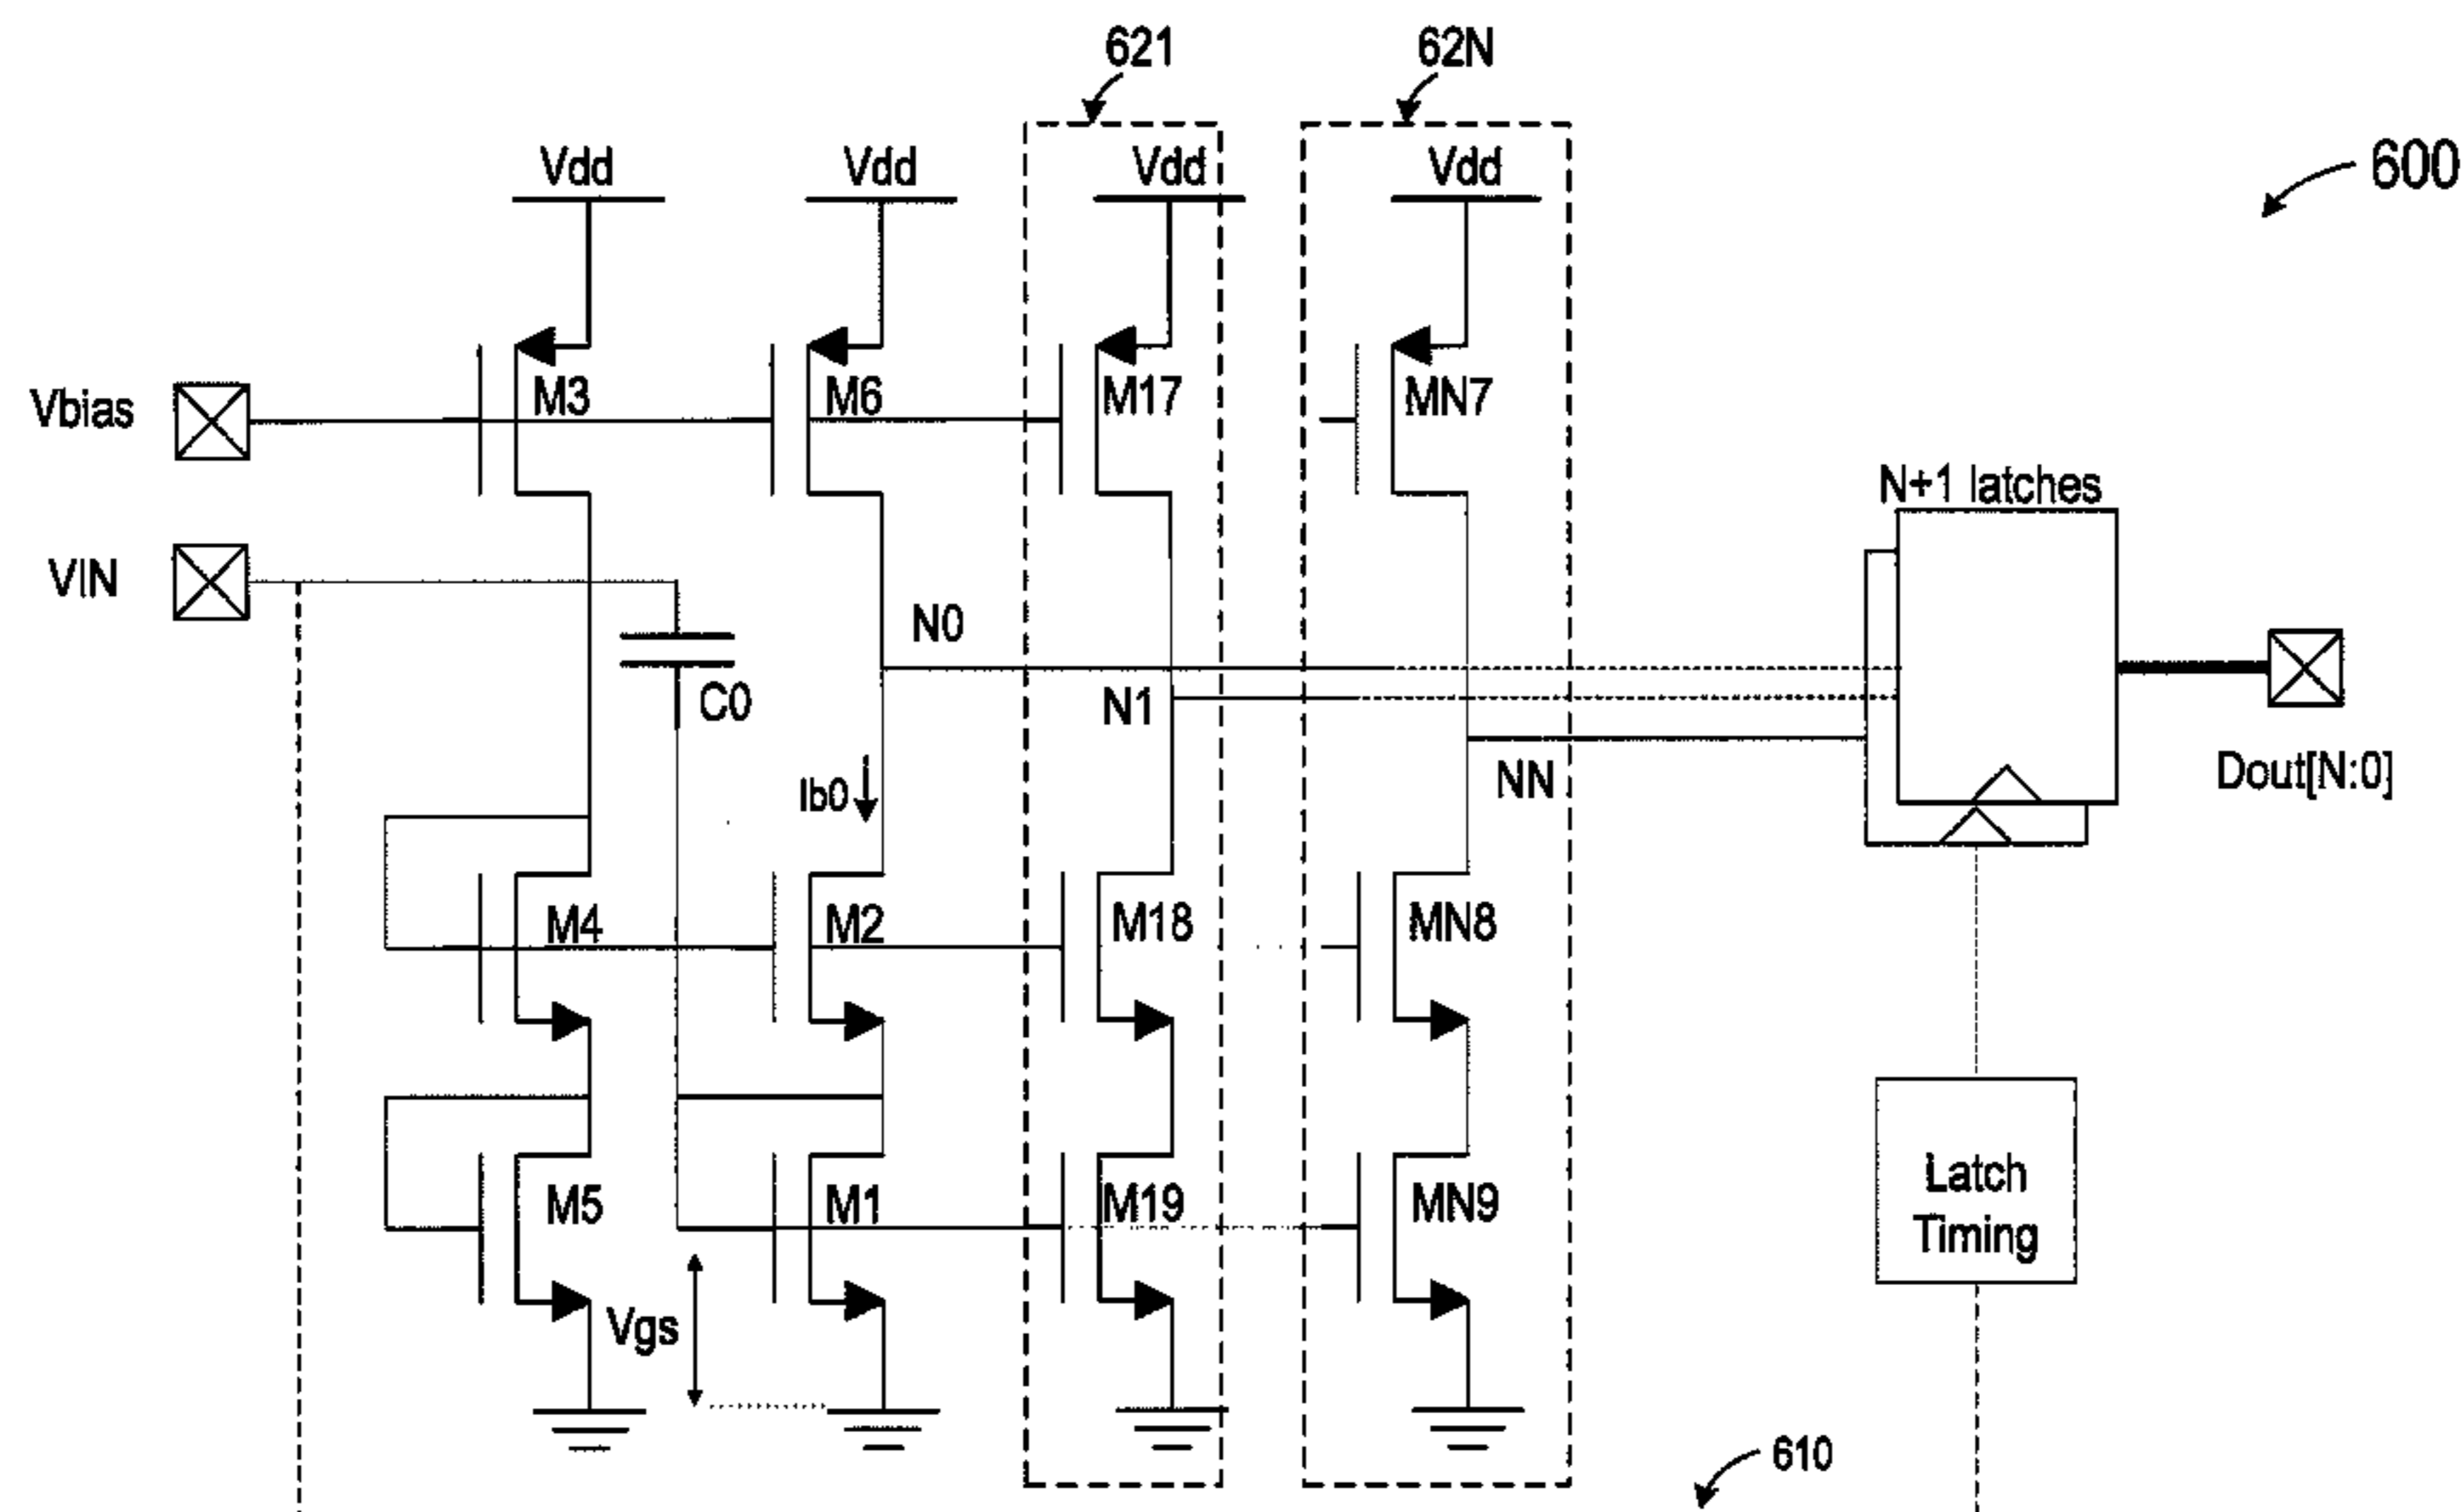 621
62N
600
Vdd
Vdd
Vdd
Vdd
Vbias
M3
M6
M17
MN7
N+1 latches
VIN
N0
C0
N1
Ib0
NN
Dout[N:0]
M4
M2
M18
MN8
M5
M1
M19
MN9
Latch
Timing
Vgs
610